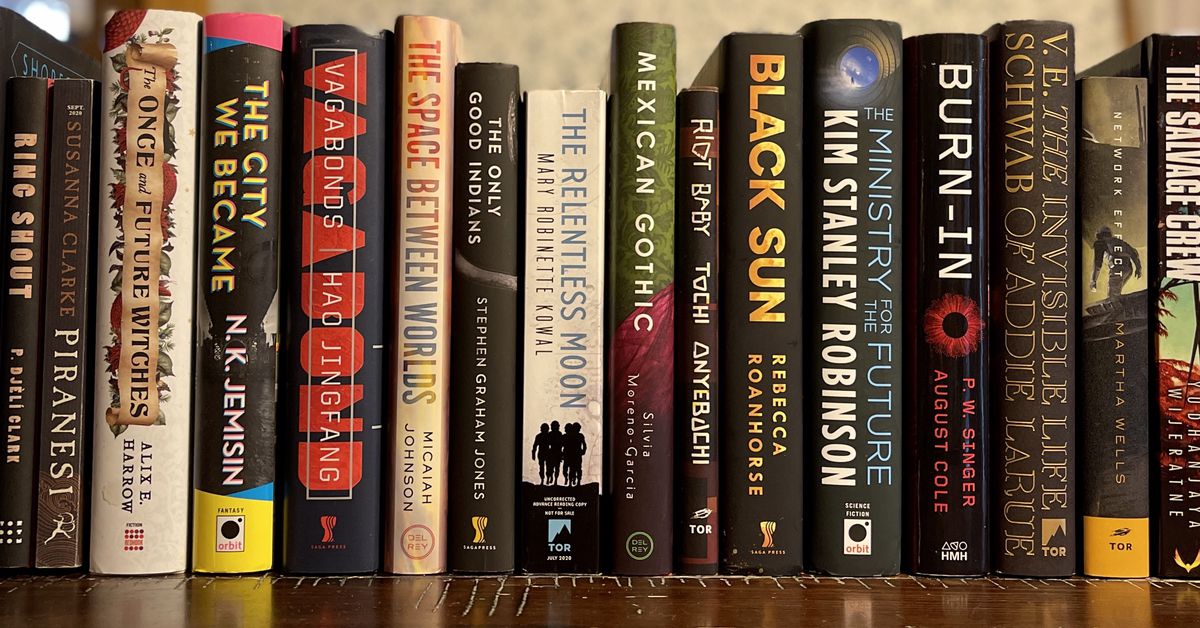 SHOREF
RING SHOUT
P. DJÈLÍ CLARK
SEPT. 2020
SUSANNA CLARKE
PIRANESI
The ONCE and FUTURE WITCHES
ALIX E. HARROW
FICTION
REDHOOK
THE CITY
WE BECAME
N. K. JEMISIN
FANTASY
orbit
VAGABONDS
VAGABONDS HAO JINGFANG
SAGA PRESS
THE SPACE BETWEEN WORLDS
MICAIAH
JOHNSON
DEL REY
THE ONLY
GOOD INDIANS
STEPHEN GRAHAM JONES
SAGA PRESS
THE RELENTLESS MOON
MARY ROBINETTE KOWAL
UNCORRECTED
ADVANCE READING COPY
NOT FOR SALE
TOR
JULY 2020
MEXICAN GOTHIC
Silvia
Moreno-Garcia
DEL REY
RIOT BABY TOCHI ONYEBUCHI
TOR
BLACK SUN
REBECCA
ROANHORSE
SAGA PRESS
THE MINISTRY FOR THE FUTURE
KIM STANLEY ROBINSON
SCIENCE FICTION
orbit
BURN-IN
P. W. SINGER
AUGUST COLE
HMH
V. E. THE INVISIBLE LIFE
SCHWAB OF ADDIE LARUE
TOR
NETWORK EFFECT
MARTHA WELLS
TOR
THE SALVAGE CREW
WIJERATNE